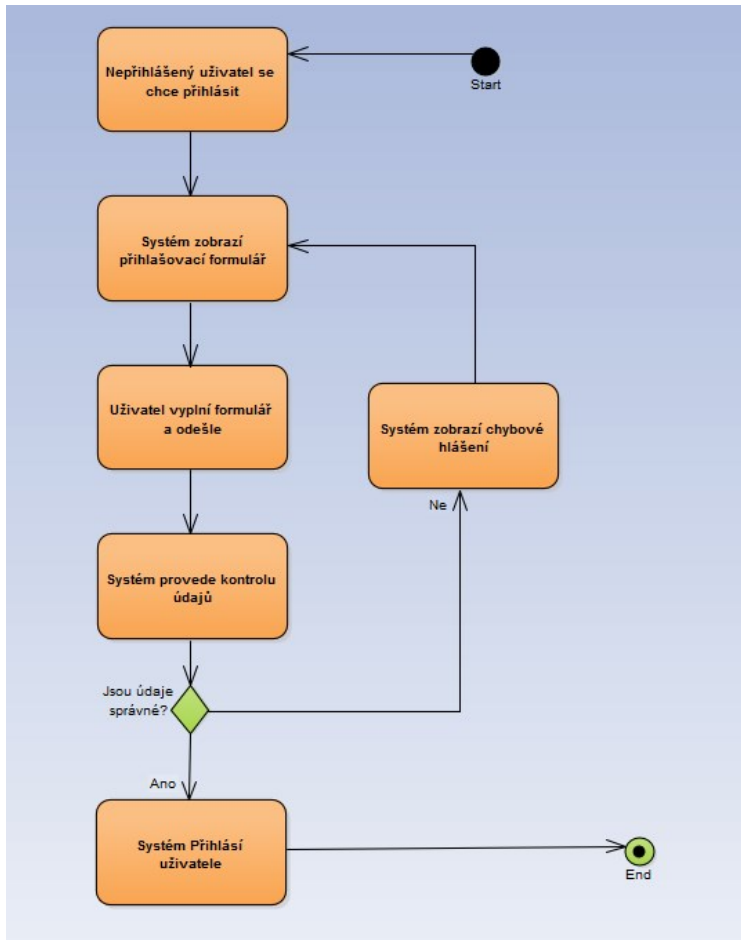 Nepřihlášený uživatel se
chce přihlásit
Start
Systém zobrazí
přihlašovací formulář
Uživatel vyplní formulář
a odešle
Systém zobrazí chybové
hlášení
Ne
Systém provede kontrolu
údajů
Jsou údaje
správné?
Ano
Systém Přihlásí
uživatele
End